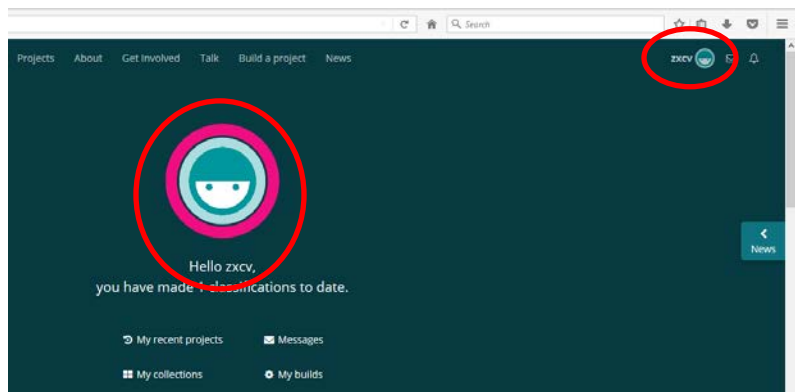 Search
Projects About Get Involved Talk Build a project News zxcv
News
Hello zxcv,
you have made 1 classifications to date.
My recent projects Messages
My collections My builds